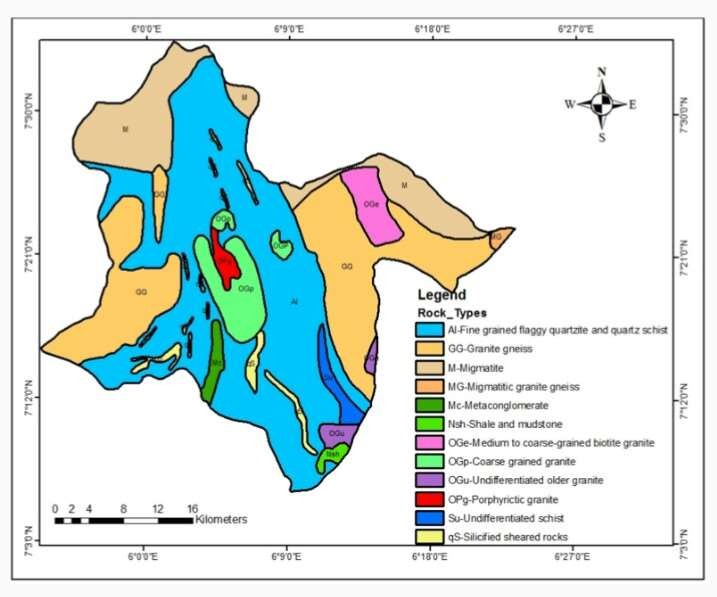 6°0'0"E 6°9'0"E 6°18'0"E 6°27'0"E
N
W E
S
7°30'0"N 7°30'0"N
M
M
M
GG
OGe
OGp
MG
7°21'0"N 7°21'0"N
OGP
OPg
GG
GG
OGp
Al
Legend
Rock_Types
Al-Fine grained flaggy quartzite and quartz schist
GG-Granite gneiss
M-Migmatite
MG-Migmatitic granite gneiss
Mc-Metaconglomerate
Nsh-Shale and mudstone
OGe-Medium to coarse-grained biotite granite
OGp-Coarse grained granite
OGu-Undifferentiated older granite
OPg-Porphyrictic granite
Su-Undifferentiated schist
qS-Silicified sheared rocks
Mc
qS
Su
7°12'0"N 7°12'0"N
OGu
Nsh
0 2 4 8 12 16
Kilometers
7°3'0"N 7°3'0"N
6°0'0"E 6°9'0"E 6°18'0"E 6°27'0"E